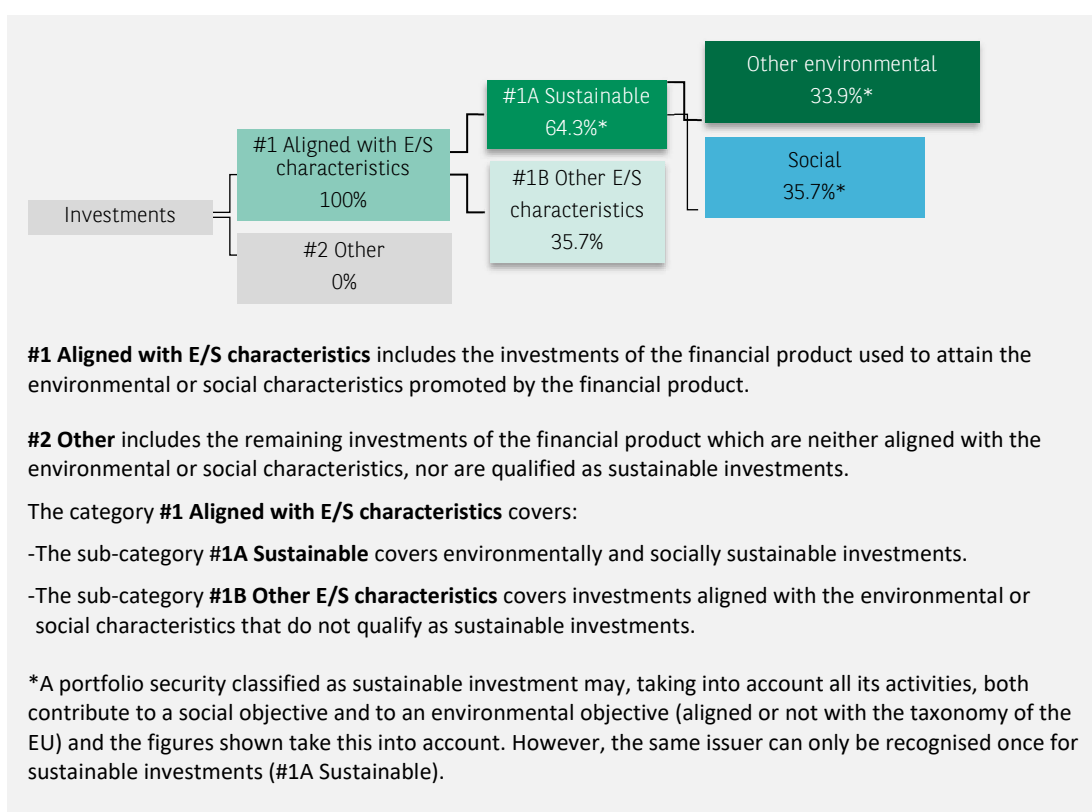 Investments
#1 Aligned with E/S
characteristics
100%
#2 Other
0%
#1A Sustainable
64.3%*
#1B Other E/S
characteristics
35.7%
Other environmental
33.9%*
Social
35.7%*
#1 Aligned with E/S characteristics includes the investments of the financial product used to attain the
environmental or social characteristics promoted by the financial product.
#2 Other includes the remaining investments of the financial product which are neither aligned with the
environmental or social characteristics, nor are qualified as sustainable investments.
The category #1 Aligned with E/S characteristics covers:
-The sub-category #1A Sustainable covers environmentally and socially sustainable investments.
-The sub-category #1B Other E/S characteristics covers investments aligned with the environmental or
social characteristics that do not qualify as sustainable investments.
*A portfolio security classified as sustainable investment may, taking into account all its activities, both
contribute to a social objective and to an environmental objective (aligned or not with the taxonomy of the
EU) and the figures shown take this into account. However, the same issuer can only be recognised once for
sustainable investments (#1A Sustainable).